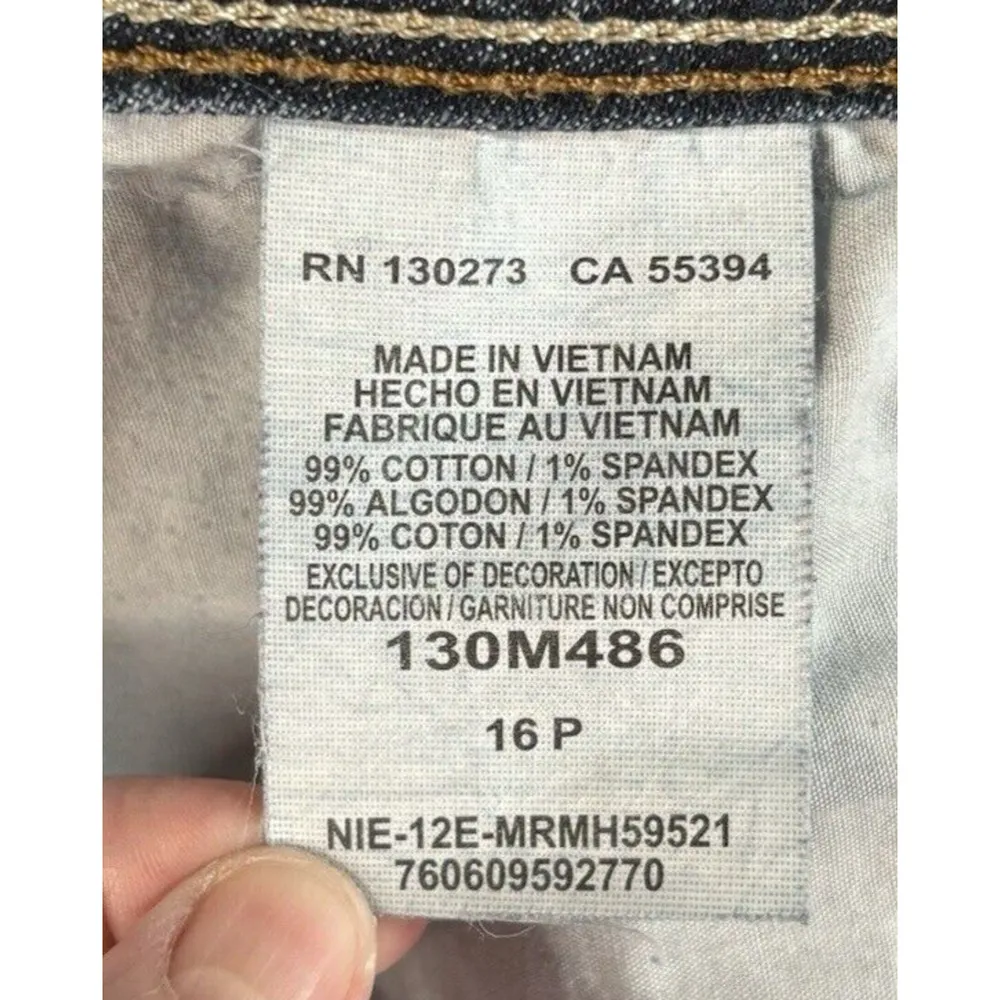 RN 130273 CA 55394
MADE IN VIETNAM
HECHO EN VIETNAM
FABRIQUE AU VIETNAM
99% COTTON / 1% SPANDEX
99% ALGODON / 1% SPANDEX
99% COTON / 1% SPANDEX
EXCLUSIVE OF DECORATION / EXCEPTO
DECORACION / GARNITURE NON COMPRISE
130M486
16 P
NIE-12E-MRMH59521
760609592770